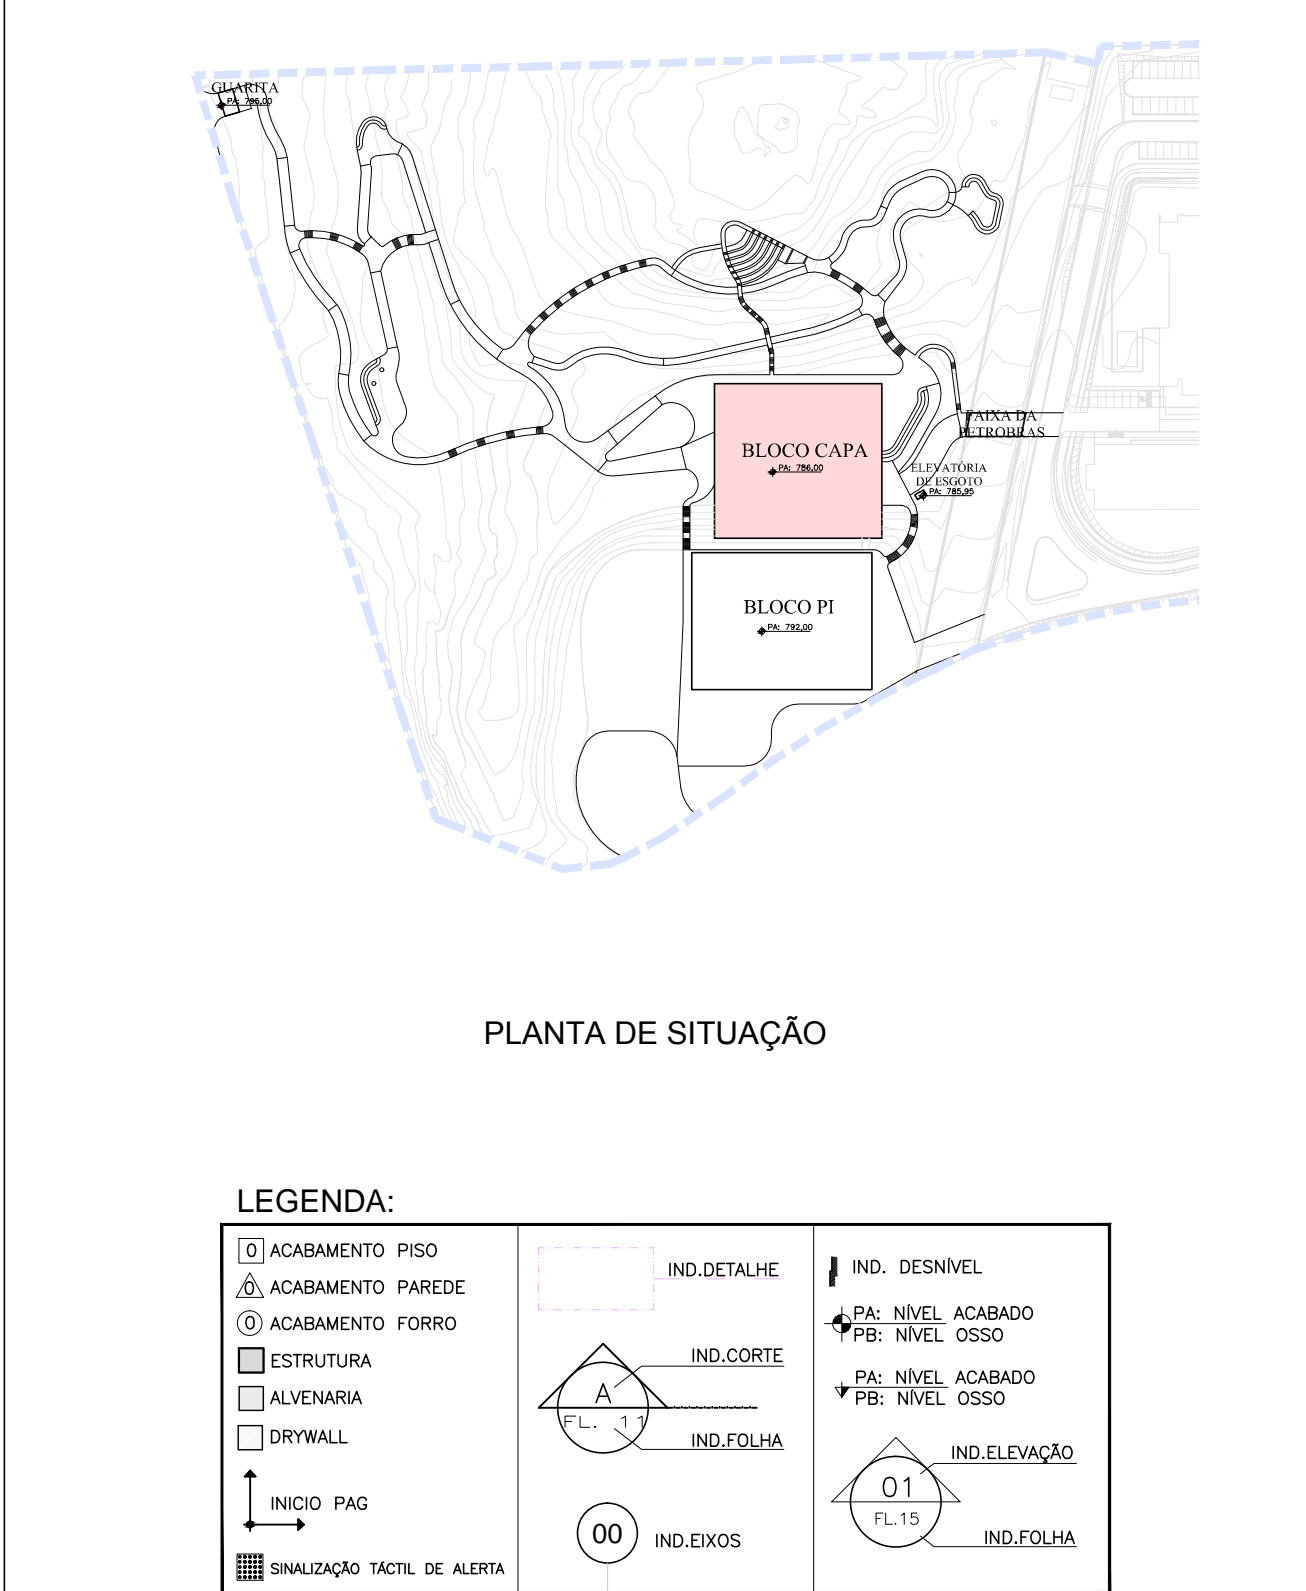 GUARITA
PA: 796,00
FAIXA DA
PETROBRAS
BLOCO CAPA
PA: 786,00
ELEVATÓRIA
DE ESGOTO
PA: 785,95
BLOCO PI
PA: 792,00
PLANTA DE SITUAÇÃO
LEGENDA:
0 ACABAMENTO PISO
0 ACABAMENTO PAREDE
0 ACABAMENTO FORRO
ESTRUTURA
ALVENARIA
DRYWALL
INICIO PAG
SINALIZAÇÃO TÁCTIL DE ALERTA
IND.DETALHE
IND.CORTE
A
FL. 11
IND.FOLHA
00 IND.EIXOS
IND. DESNÍVEL
PA: NÍVEL ACABADO
PB: NÍVEL OSSO
PA: NÍVEL ACABADO
PB: NÍVEL OSSO
IND.ELEVAÇÃO
01
FL.15
IND.FOLHA